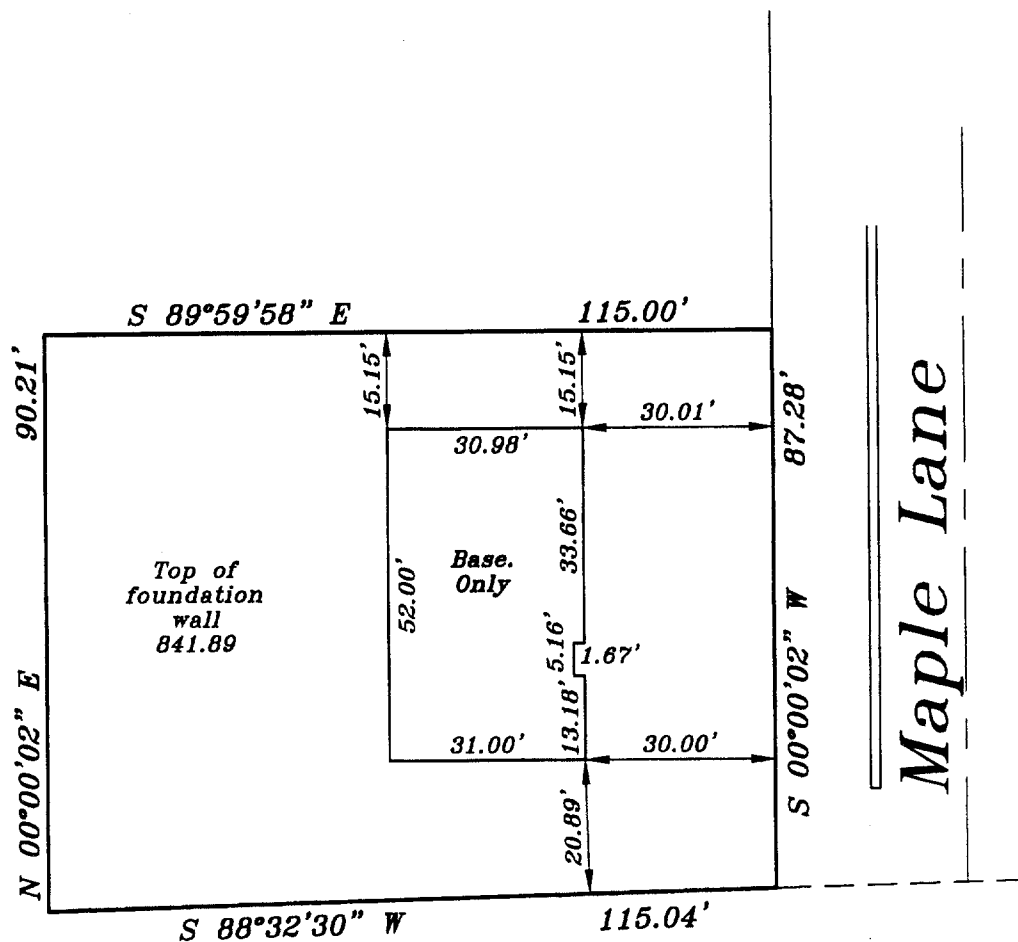 S 89°59'58" E
115.00'
90.21'
15.15'
15.15'
30.01'
87.28'
30.98'
33.66'
Base.
Only
Top of
foundation
wall
841.89
52.00'
5.16'
1.67'
13.18'
31.00'
30.00'
20.89'
N 00°00'02" E
S 00°00'02" W
Maple Lane
S 88°32'30" W
115.04'